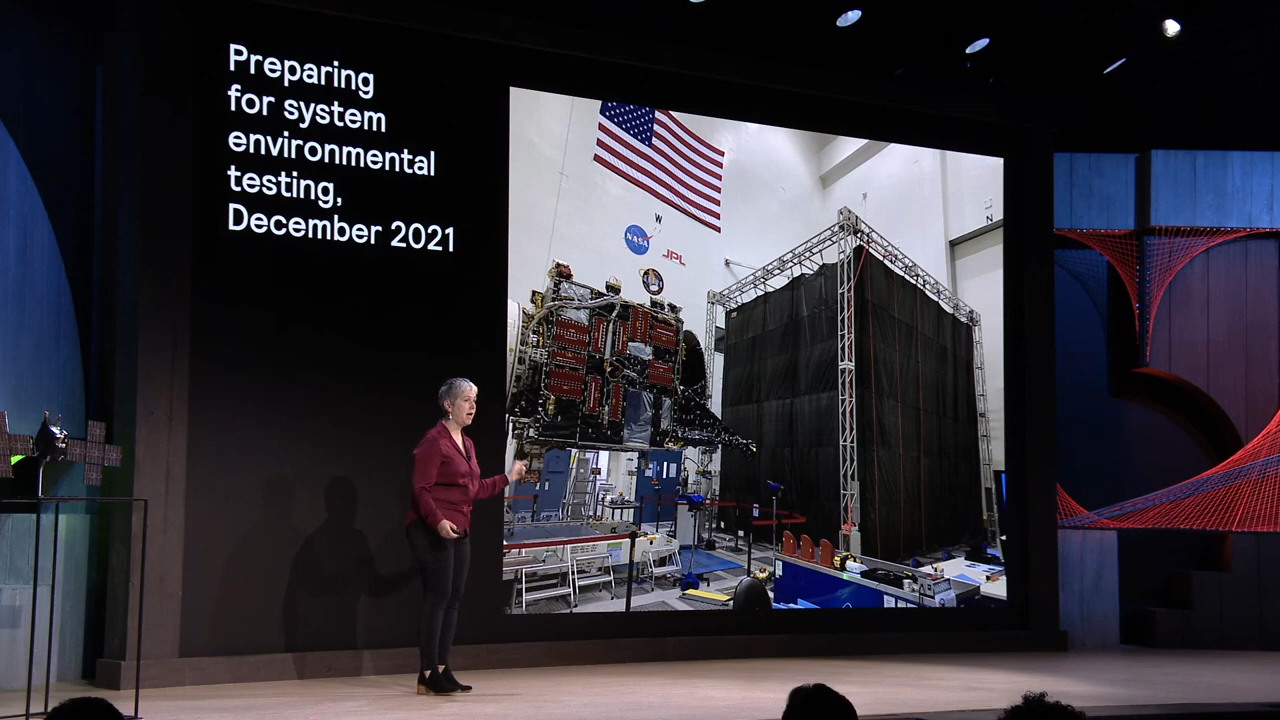 Preparing
for system
environmental
testing,
December 2021
W
NASA
JPL
N